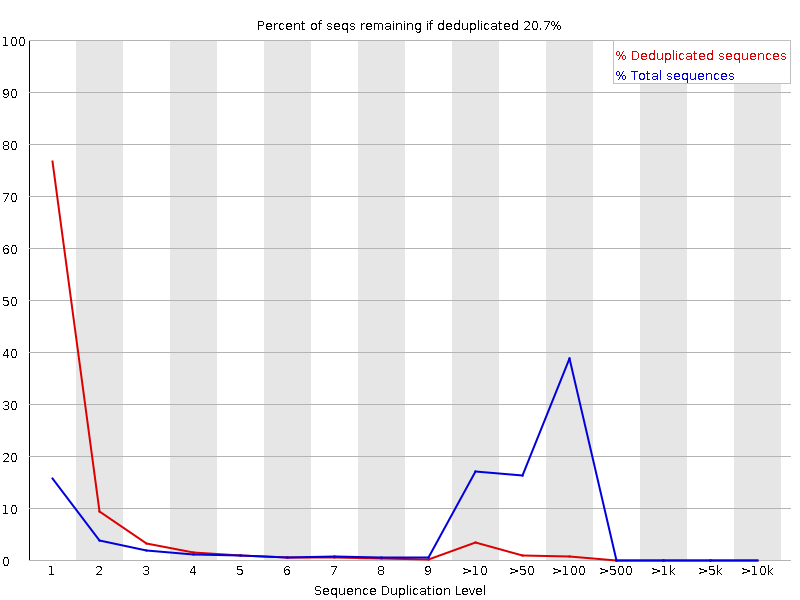 Percent of seqs remaining if deduplicated 20.7%
% Deduplicated sequences
% Total sequences
100
90
80
70
60
50
40
30
20
10
0
1 2 3 4 5 6 7 8 9 >10 >50 >100 >500 >1k >5k >10k
Sequence Duplication Level